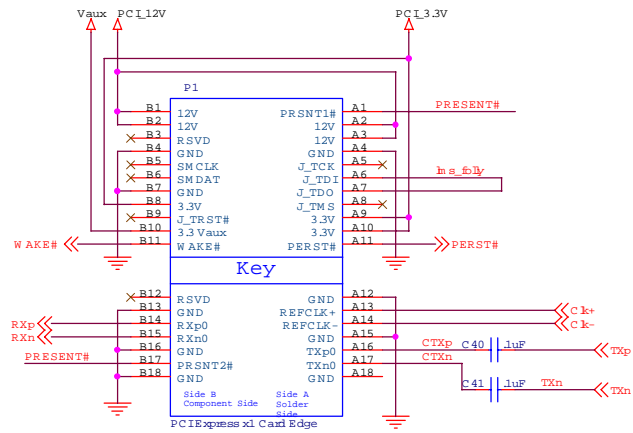 Vaux PCI_12V PCI_3.3V
P1
B1 12V PRSNT1# A1 PRESENT#
B2 12V 12V A2
B3 RSVD 12V A3
B4 GND GND A4
B5 SMCLK J_TCK A5
B6 SMDAT J_TDI A6 lms_folly
B7 GND J_TDO A7
B8 3.3V J_TMS A8
B9 J_TRST# 3.3V A9
B10 3.3Vaux 3.3V A10
WAKE# B11 WAKE# PERST# A11 PERST#
Key
B12 RSVD GND A12
B13 GND REFCLK+ A13 Clk+
RXp B14 RXp0 REFCLK- A14 Clk-
RXn B15 RXn0 GND A15
B16 GND TXp0 A16 CTXp C40 .1uF TXp
PRESENT# B17 PRSNT2# TXn0 A17 CTXn
B18 GND GND A18
C41 .1uF TXn TXn
Side B Side A
Component Side Solder
Side
PCIExpress x1 Card Edge